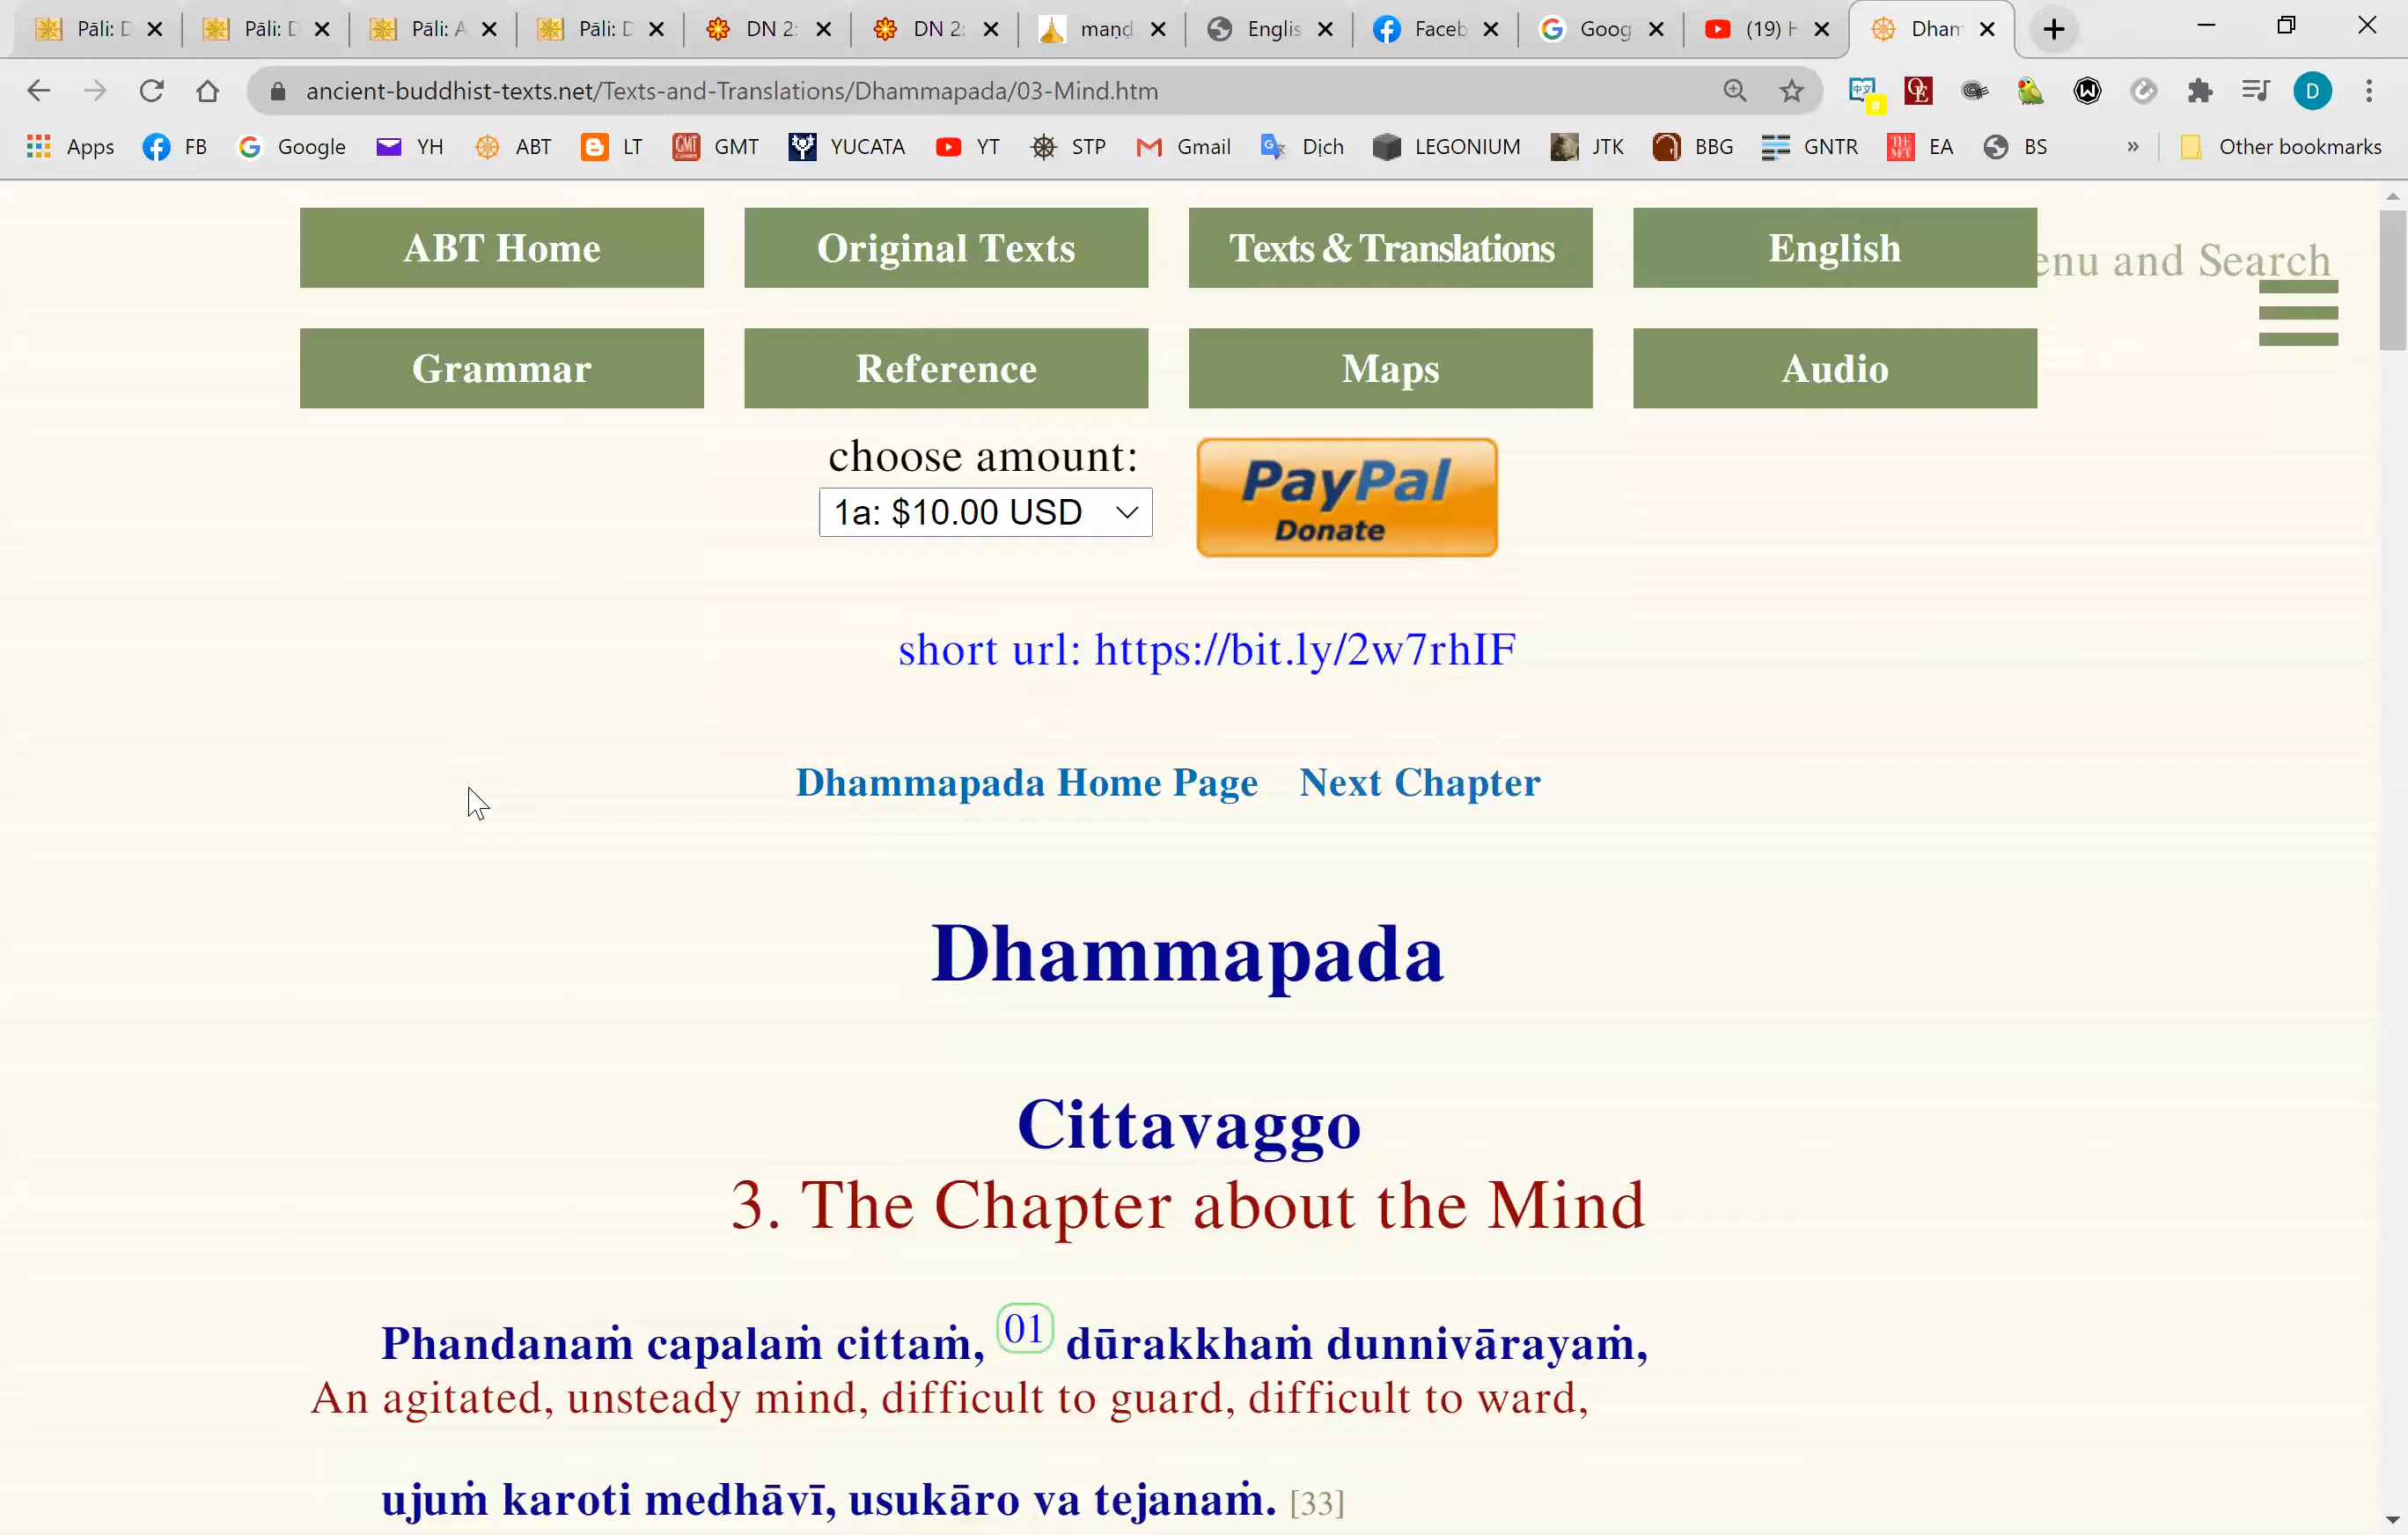 Pāli: D Pāli: D Pāli: A Pāli: D DN 2: DN 2: maṇḍ Englis Faceb Goog (19) H Dham
ancient-buddhist-texts.net/Texts-and-Translations/Dhammapada/03-Mind.htm
Apps FB Google YH ABT LT GMT YUCATA YT STP Gmail Dịch LEGONIUM JTK BBG GNTR EA BS » Other bookmarks
ABT Home Original Texts Texts & Translations English enu and Search
Grammar Reference Maps Audio
choose amount:
1a: $10.00 USD
PayPal
Donate
short url: https://bit.ly/2w7rhIF
Dhammapada Home Page Next Chapter
Dhammapada
Cittavaggo
3. The Chapter about the Mind
Phandanaṁ capalaṁ cittaṁ, 01 dūrakkhaṁ dunnivārayaṁ,
An agitated, unsteady mind, difficult to guard, difficult to ward,
ujuṁ karoti medhāvī, usukāro va tejanaṁ. [33]